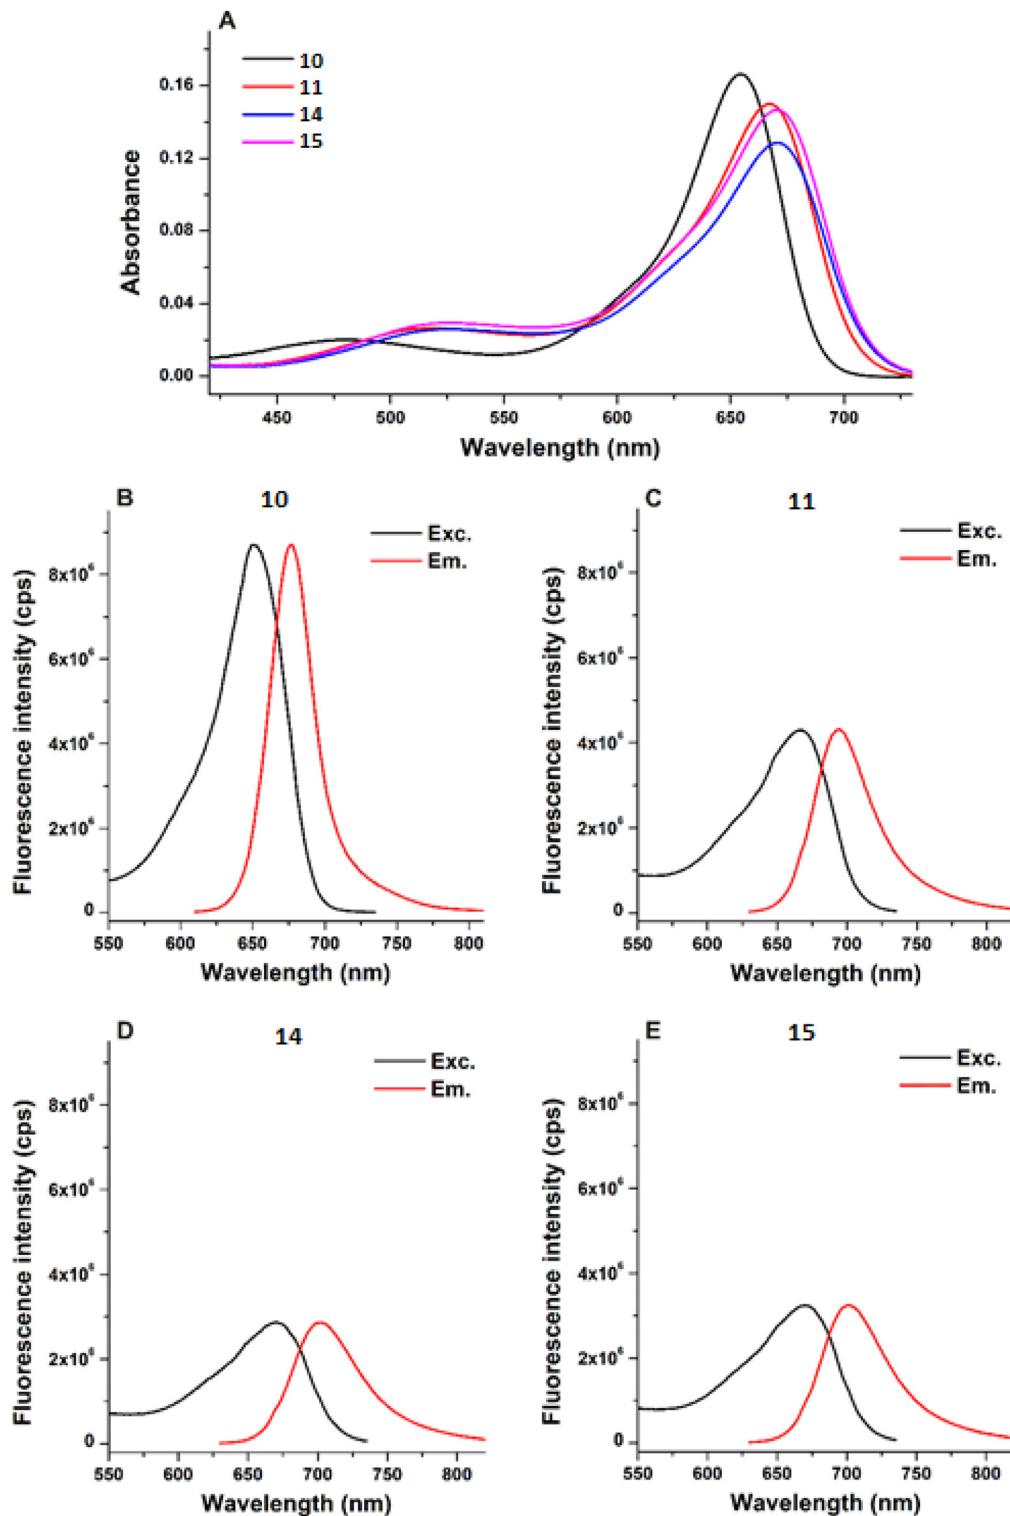 A
10
11
14
15
Absorbance
0.16
0.12
0.08
0.04
0.00
450 500 550 600 650 700
Wavelength (nm)
B
10
Exc.
Em.
Fluorescence intensity (cps)
8x10⁶
6x10⁶
4x10⁶
2x10⁶
0
550 600 650 700 750 800
Wavelength (nm)
C
11
Exc.
Em.
Fluorescence intensity (cps)
8x10⁶
6x10⁶
4x10⁶
2x10⁶
0
550 600 650 700 750 800
Wavelength (nm)
D
14
Exc.
Em.
Fluorescence intensity (cps)
8x10⁶
6x10⁶
4x10⁶
2x10⁶
0
550 600 650 700 750 800
Wavelength (nm)
E
15
Exc.
Em.
Fluorescence intensity (cps)
8x10⁶
6x10⁶
4x10⁶
2x10⁶
0
550 600 650 700 750 800
Wavelength (nm)